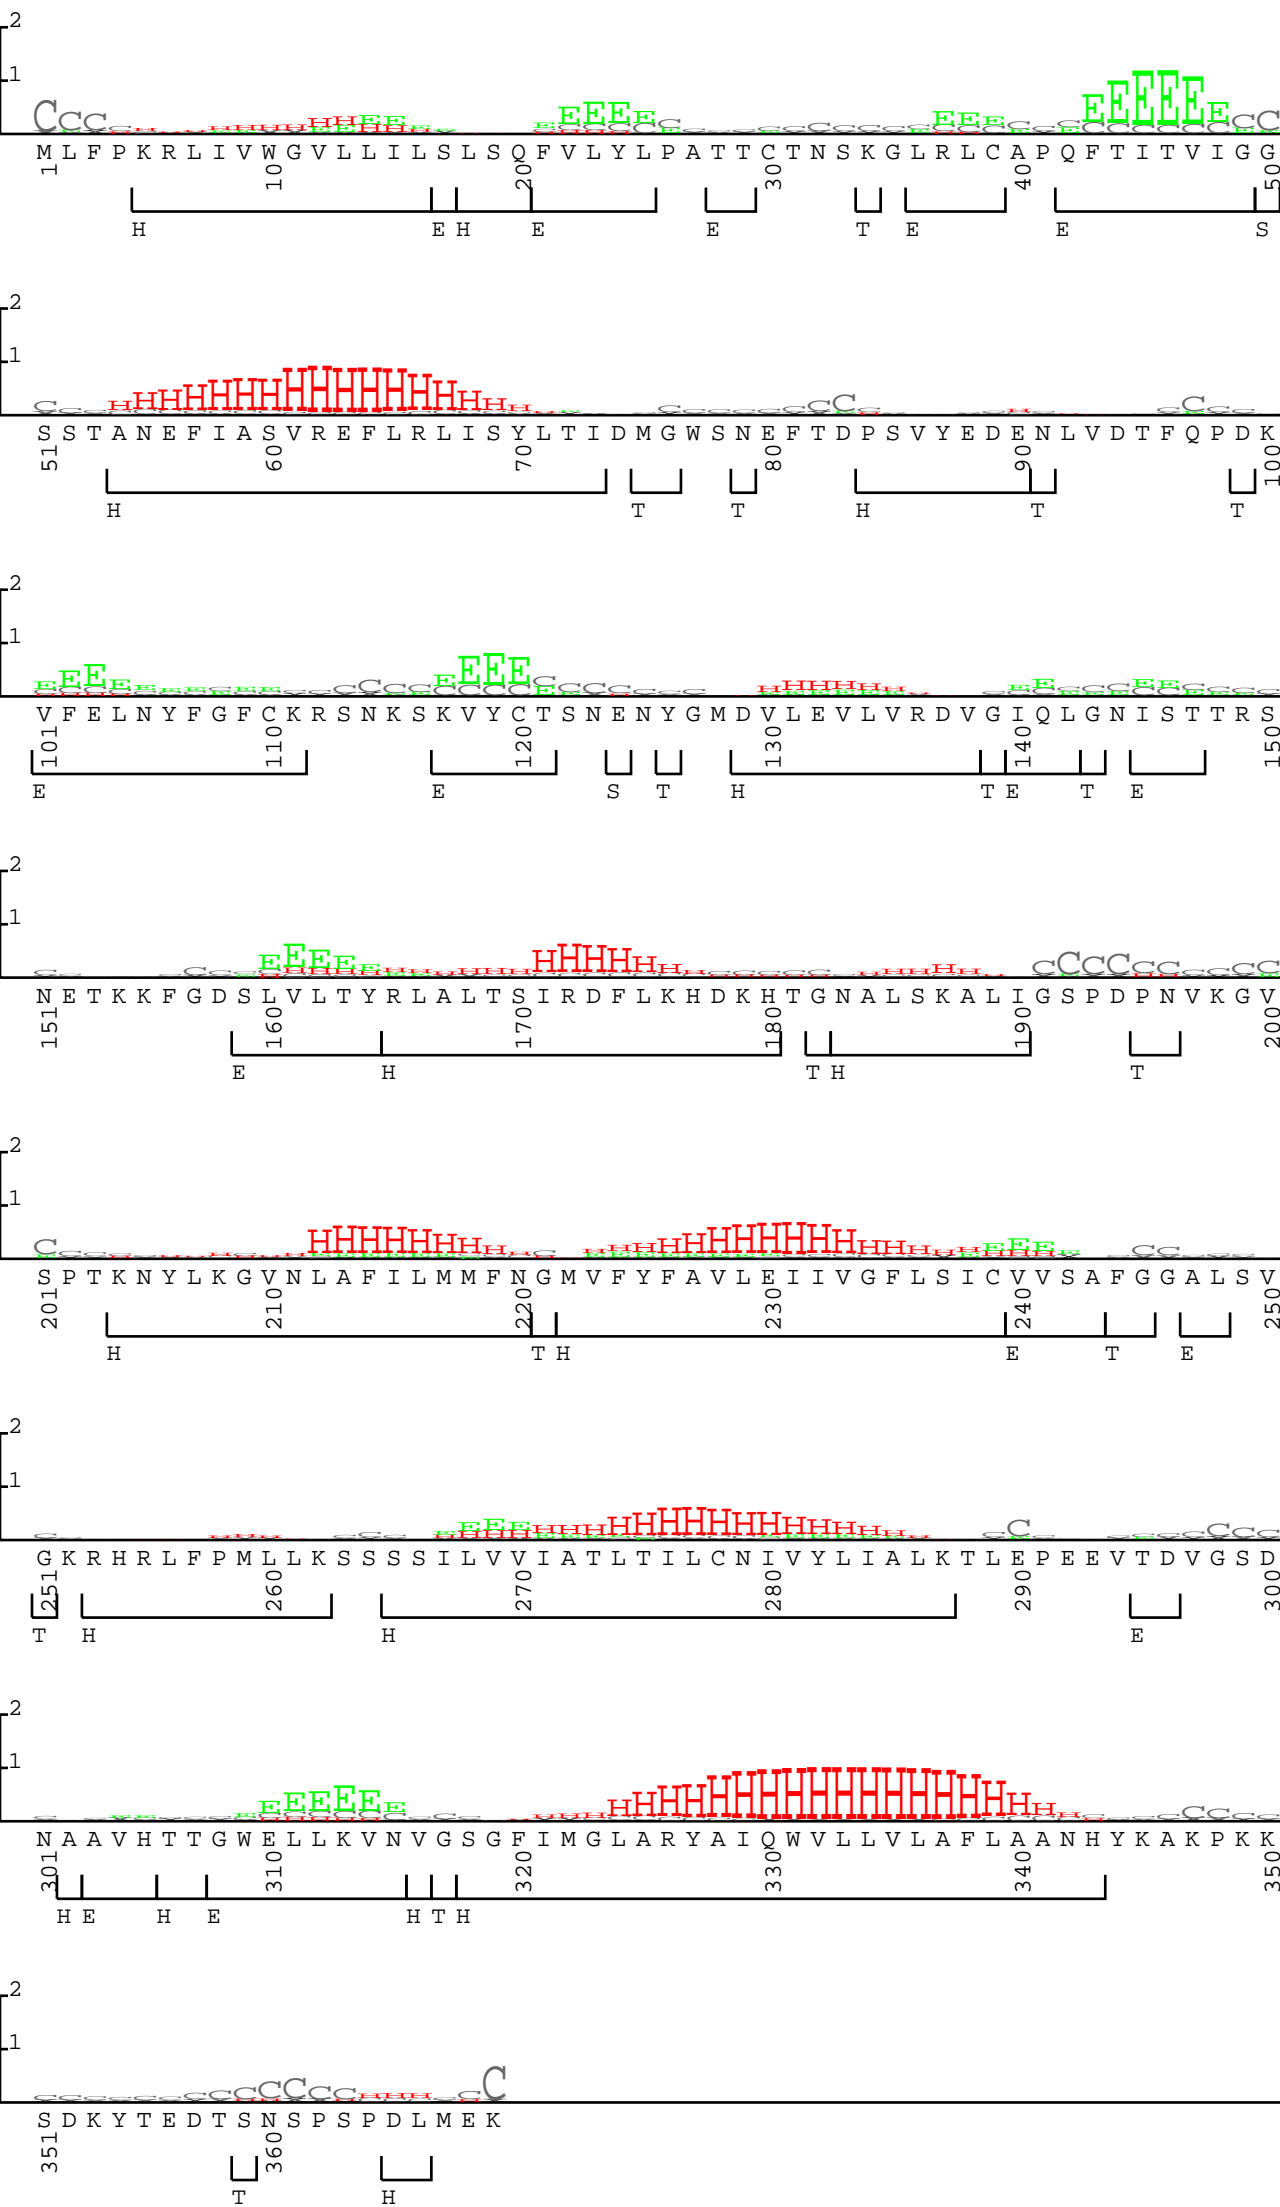 2
1
M L F P K R L I V W G V L L I L S L S Q F V L Y L P A T T C T N S K G L R L C A P Q F T I T V I G G
1 10 20 30 40 50
H E H E E T E E S
2
1
S S T A N E F I A S V R E F L R L I S Y L T I D M G W S N E F T D P S V Y E D E N L V D T F Q P D K
51 60 70 80 90 100
H T T H T T
2
1
V F E L N Y F G F C K R S N K S K V Y C T S N E N Y G M D V L E V L V R D V G I Q L G N I S T T R S
101 110 120 130 140 150
E E S T H T E T E
2
1
N E T K K F G D S L V L T Y R L A L T S I R D F L K H D K H T G N A L S K A L I G S P D P N V K G V
151 160 170 180 190 200
E H T H T
2
1
S P T K N Y L K G V N L A F I L M M F N G M V F Y F A V L E I I V G F L S I C V V S A F G G A L S V
201 210 220 230 240 250
H T H E T E
2
1
G K R H R L F P M L L K S S S S I L V V I A T L T I L C N I V Y L I A L K T L E P E E V T D V G S D
251 260 270 280 290 300
T H H E
2
1
N A A V H T T G W E L L K V N V G S G F I M G L A R Y A I Q W V L L V L A F L A A N H Y K A K P K K
301 310 320 330 340 350
H E H E H T H
2
1
S D K Y T E D T S N S P S P D L M E K
351 360
T H